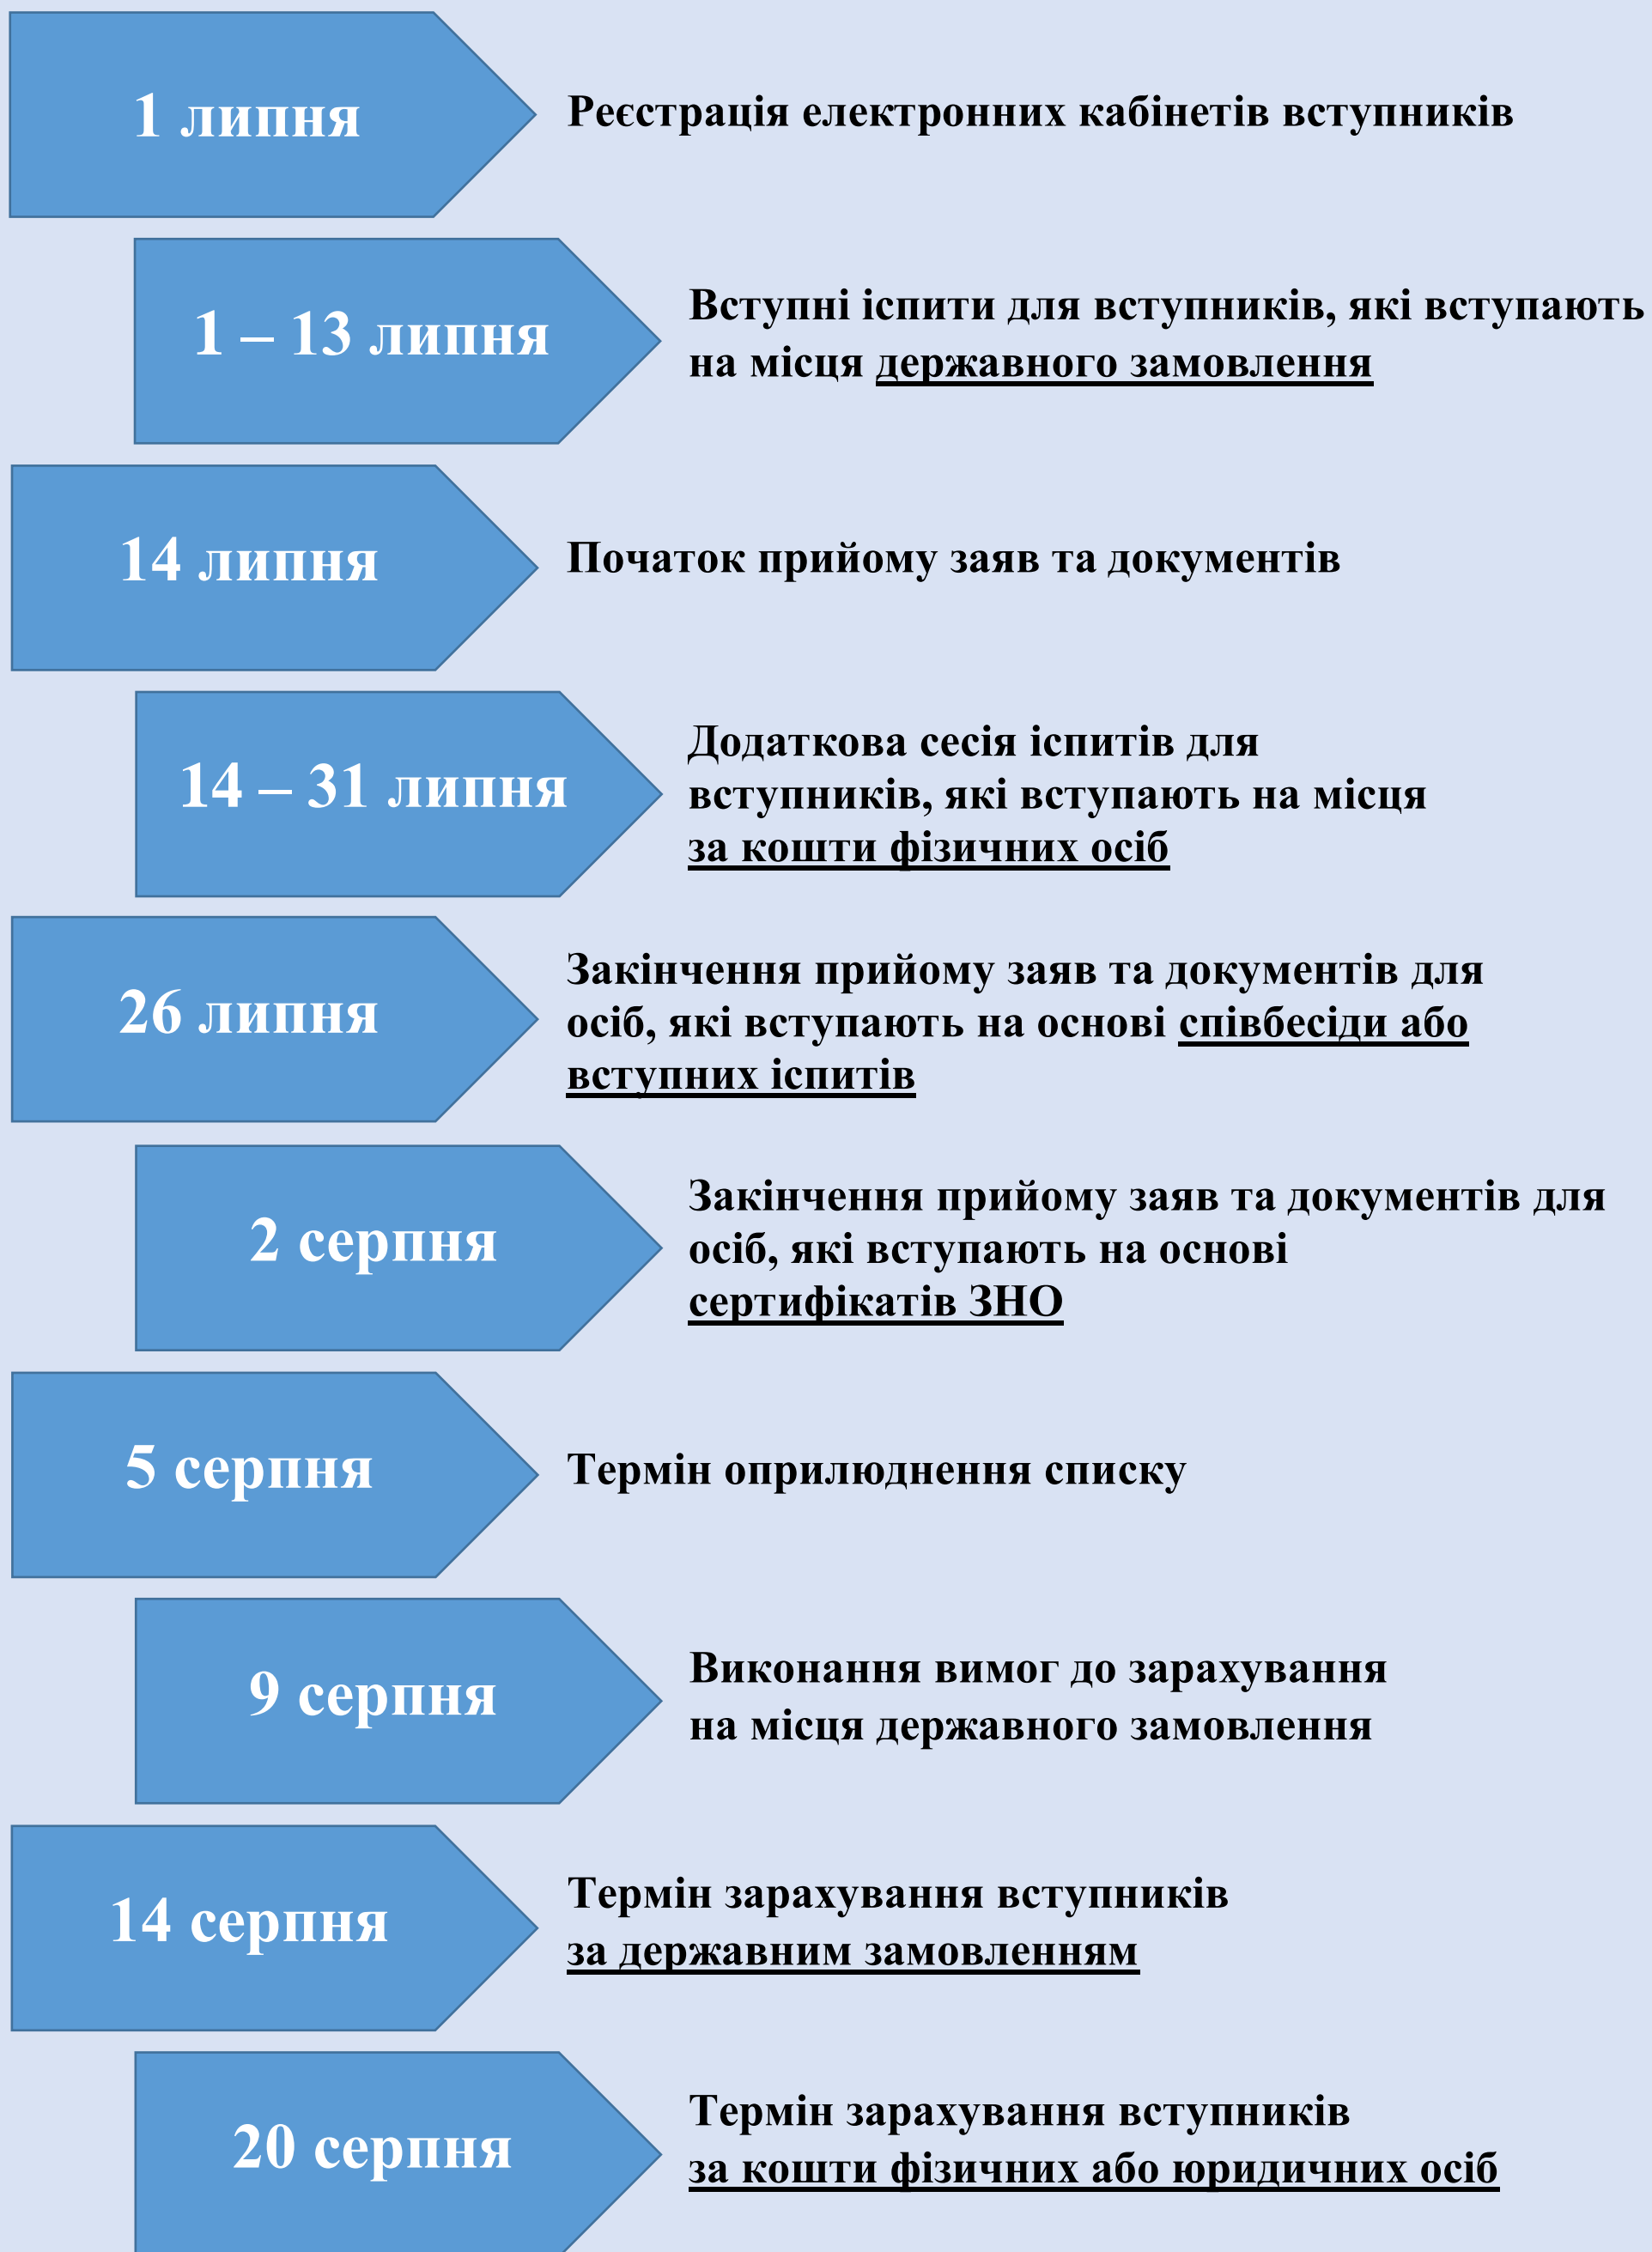 1 липня
Реєстрація електронних кабінетів вступників
1 – 13 липня
Вступні іспити для вступників, які вступають
на місця державного замовлення
14 липня
Початок прийому заяв та документів
14 – 31 липня
Додаткова сесія іспитів для
вступників, які вступають на місця
за кошти фізичних осіб
26 липня
Закінчення прийому заяв та документів для
осіб, які вступають на основі співбесіди або
вступних іспитів
2 серпня
Закінчення прийому заяв та документів для
осіб, які вступають на основі
сертифікатів ЗНО
5 серпня
Термін оприлюднення списку
9 серпня
Виконання вимог до зарахування
на місця державного замовлення
14 серпня
Термін зарахування вступників
за державним замовленням
20 серпня
Термін зарахування вступників
за кошти фізичних або юридичних осіб